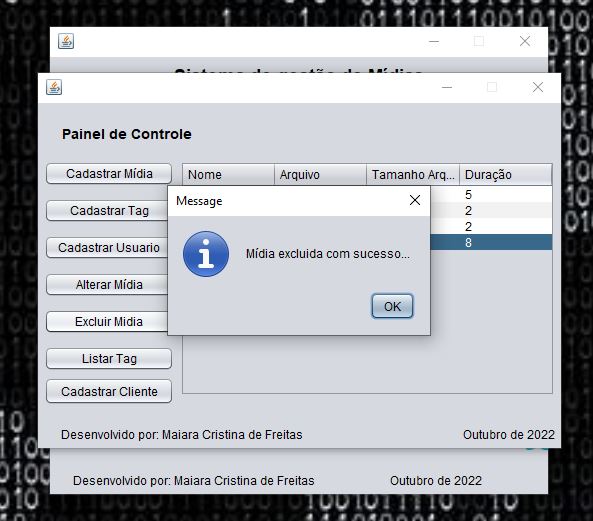 Sistema de gestão de Mídias
Painel de Controle
Cadastrar Mídia
Cadastrar Tag
Cadastrar Usuario
Alterar Mídia
Excluir Midia
Listar Tag
Cadastrar Cliente
Nome Arquivo Tamanho Arq... Duração
5
2
2
8
Message
Mídia excluida com sucesso...
OK
Desenvolvido por: Maiara Cristina de Freitas Outubro de 2022
Desenvolvido por: Maiara Cristina de Freitas Outubro de 2022